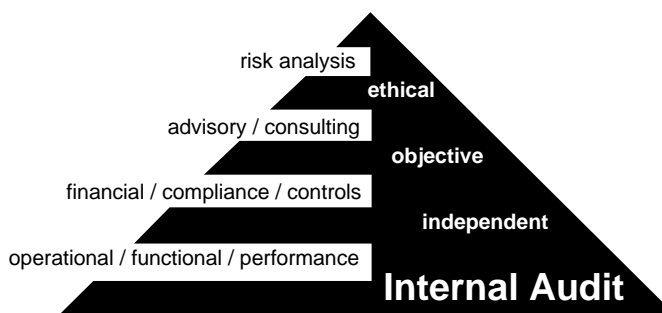 risk analysis
ethical
advisory / consulting
objective
financial / compliance / controls
independent
operational / functional / performance
Internal Audit